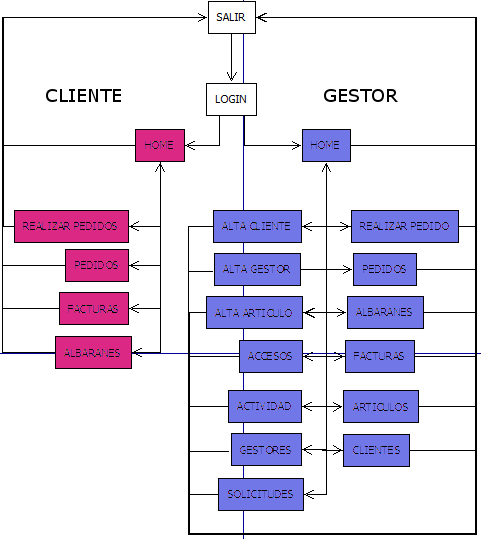 SALIR
CLIENTE
LOGIN
GESTOR
HOME
HOME
REALIZAR PEDIDOS
ALTA CLIENTE
REALIZAR PEDIDO
PEDIDOS
ALTA GESTOR
PEDIDOS
FACTURAS
ALTA ARTICULO
ALBARANES
ALBARANES
ACCESOS
FACTURAS
ACTIVIDAD
ARTICULOS
GESTORES
CLIENTES
SOLICITUDES